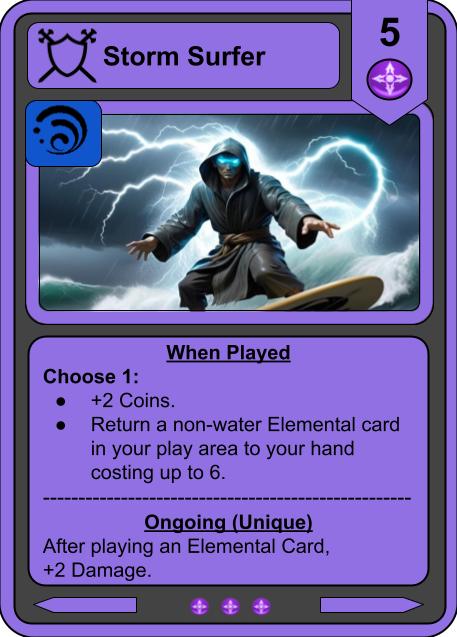 Storm Surfer
5
When Played
Choose 1:
● +2 Coins.
● Return a non-water Elemental card
in your play area to your hand
costing up to 6.
Ongoing (Unique)
After playing an Elemental Card,
+2 Damage.